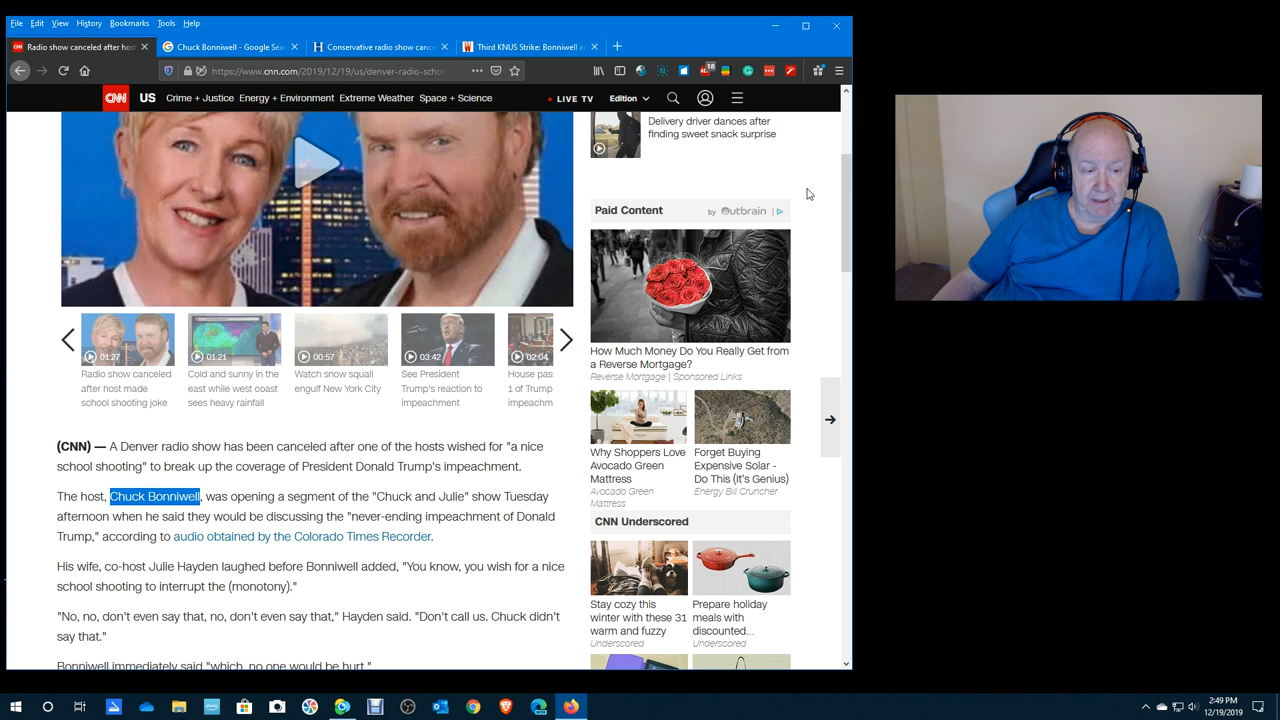 File Edit View History Bookmarks Tools Help
Radio show canceled after host
Chuck Bonniwell - Google Sea
Conservative radio show cance
Third KNUS Strike: Bonniwell a
https://www.cnn.com/2019/12/19/us/denver-radio-schoo
18
CNN US Crime + Justice Energy + Environment Extreme Weather Space + Science LIVE TV Edition
Delivery driver dances after
finding sweet snack surprise
Paid Content by Outbrain
How Much Money Do You Really Get from
a Reverse Mortgage?
Reverse Mortgage | Sponsored Links
01:27
01:21
00:57
03:42
02:04
Radio show canceled
after host made
school shooting joke
Cold and sunny in the
east while west coast
sees heavy rainfall
Watch snow squall
engulf New York City
See President
Trump's reaction to
impeachment
House pas
1 of Trump
impeachm
Why Shoppers Love
Avocado Green
Mattress
Avocado Green
Mattress
Forget Buying
Expensive Solar -
Do This (It's Genius)
Energy Bill Cruncher
(CNN) — A Denver radio show has been canceled after one of the hosts wished for "a nice
school shooting" to break up the coverage of President Donald Trump's impeachment.
The host, Chuck Bonniwell, was opening a segment of the "Chuck and Julie" show Tuesday
afternoon when he said they would be discussing the "never-ending impeachment of Donald
Trump," according to audio obtained by the Colorado Times Recorder.
His wife, co-host Julie Hayden laughed before Bonniwell added, "You know, you wish for a nice
school shooting to interrupt the (monotony)."
"No, no, don't even say that, no, don't even say that," Hayden said. "Don't call us. Chuck didn't
say that."
Bonniwell immediately said "which, no one would be hurt."
CNN Underscored
Stay cozy this
winter with these 31
warm and fuzzy
Underscored
Prepare holiday
meals with
discounted...
Underscored
2:49 PM
12/19/2019